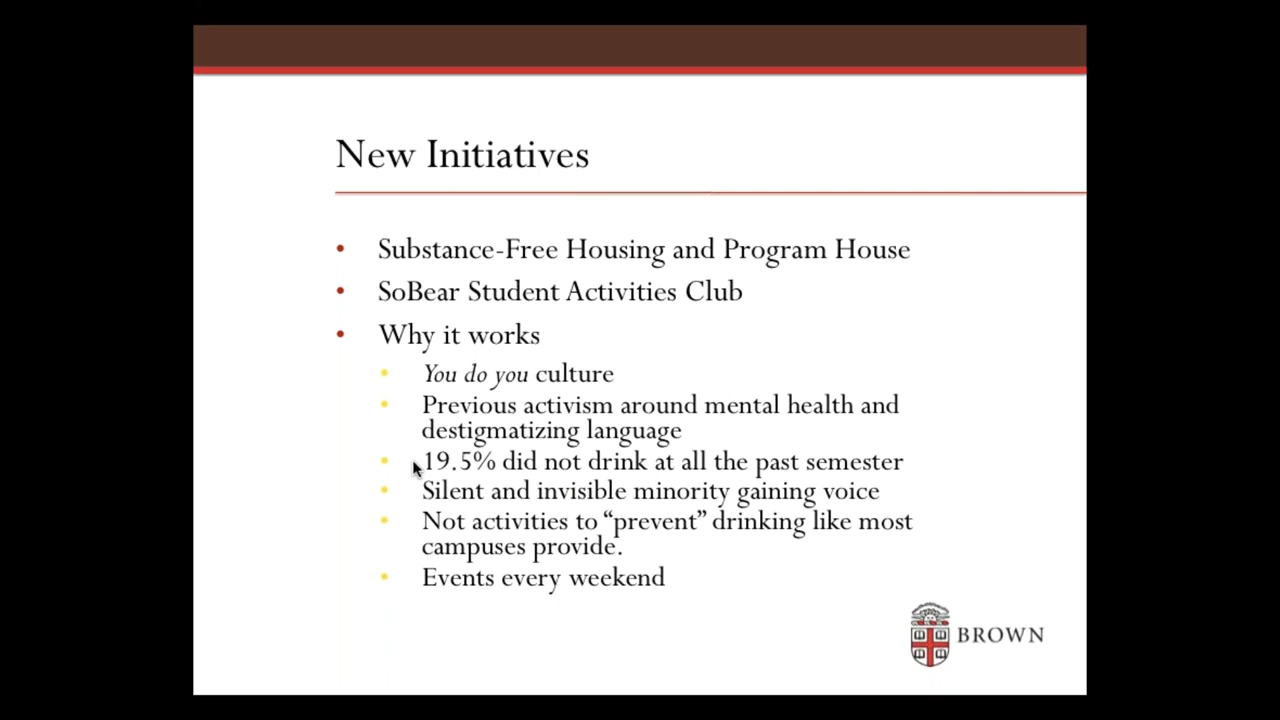 New Initiatives
• Substance-Free Housing and Program House
• SoBear Student Activities Club
• Why it works
• You do you culture
• Previous activism around mental health and
destigmatizing language
• 19.5% did not drink at all the past semester
• Silent and invisible minority gaining voice
• Not activities to “prevent” drinking like most
campuses provide.
• Events every weekend
BROWN